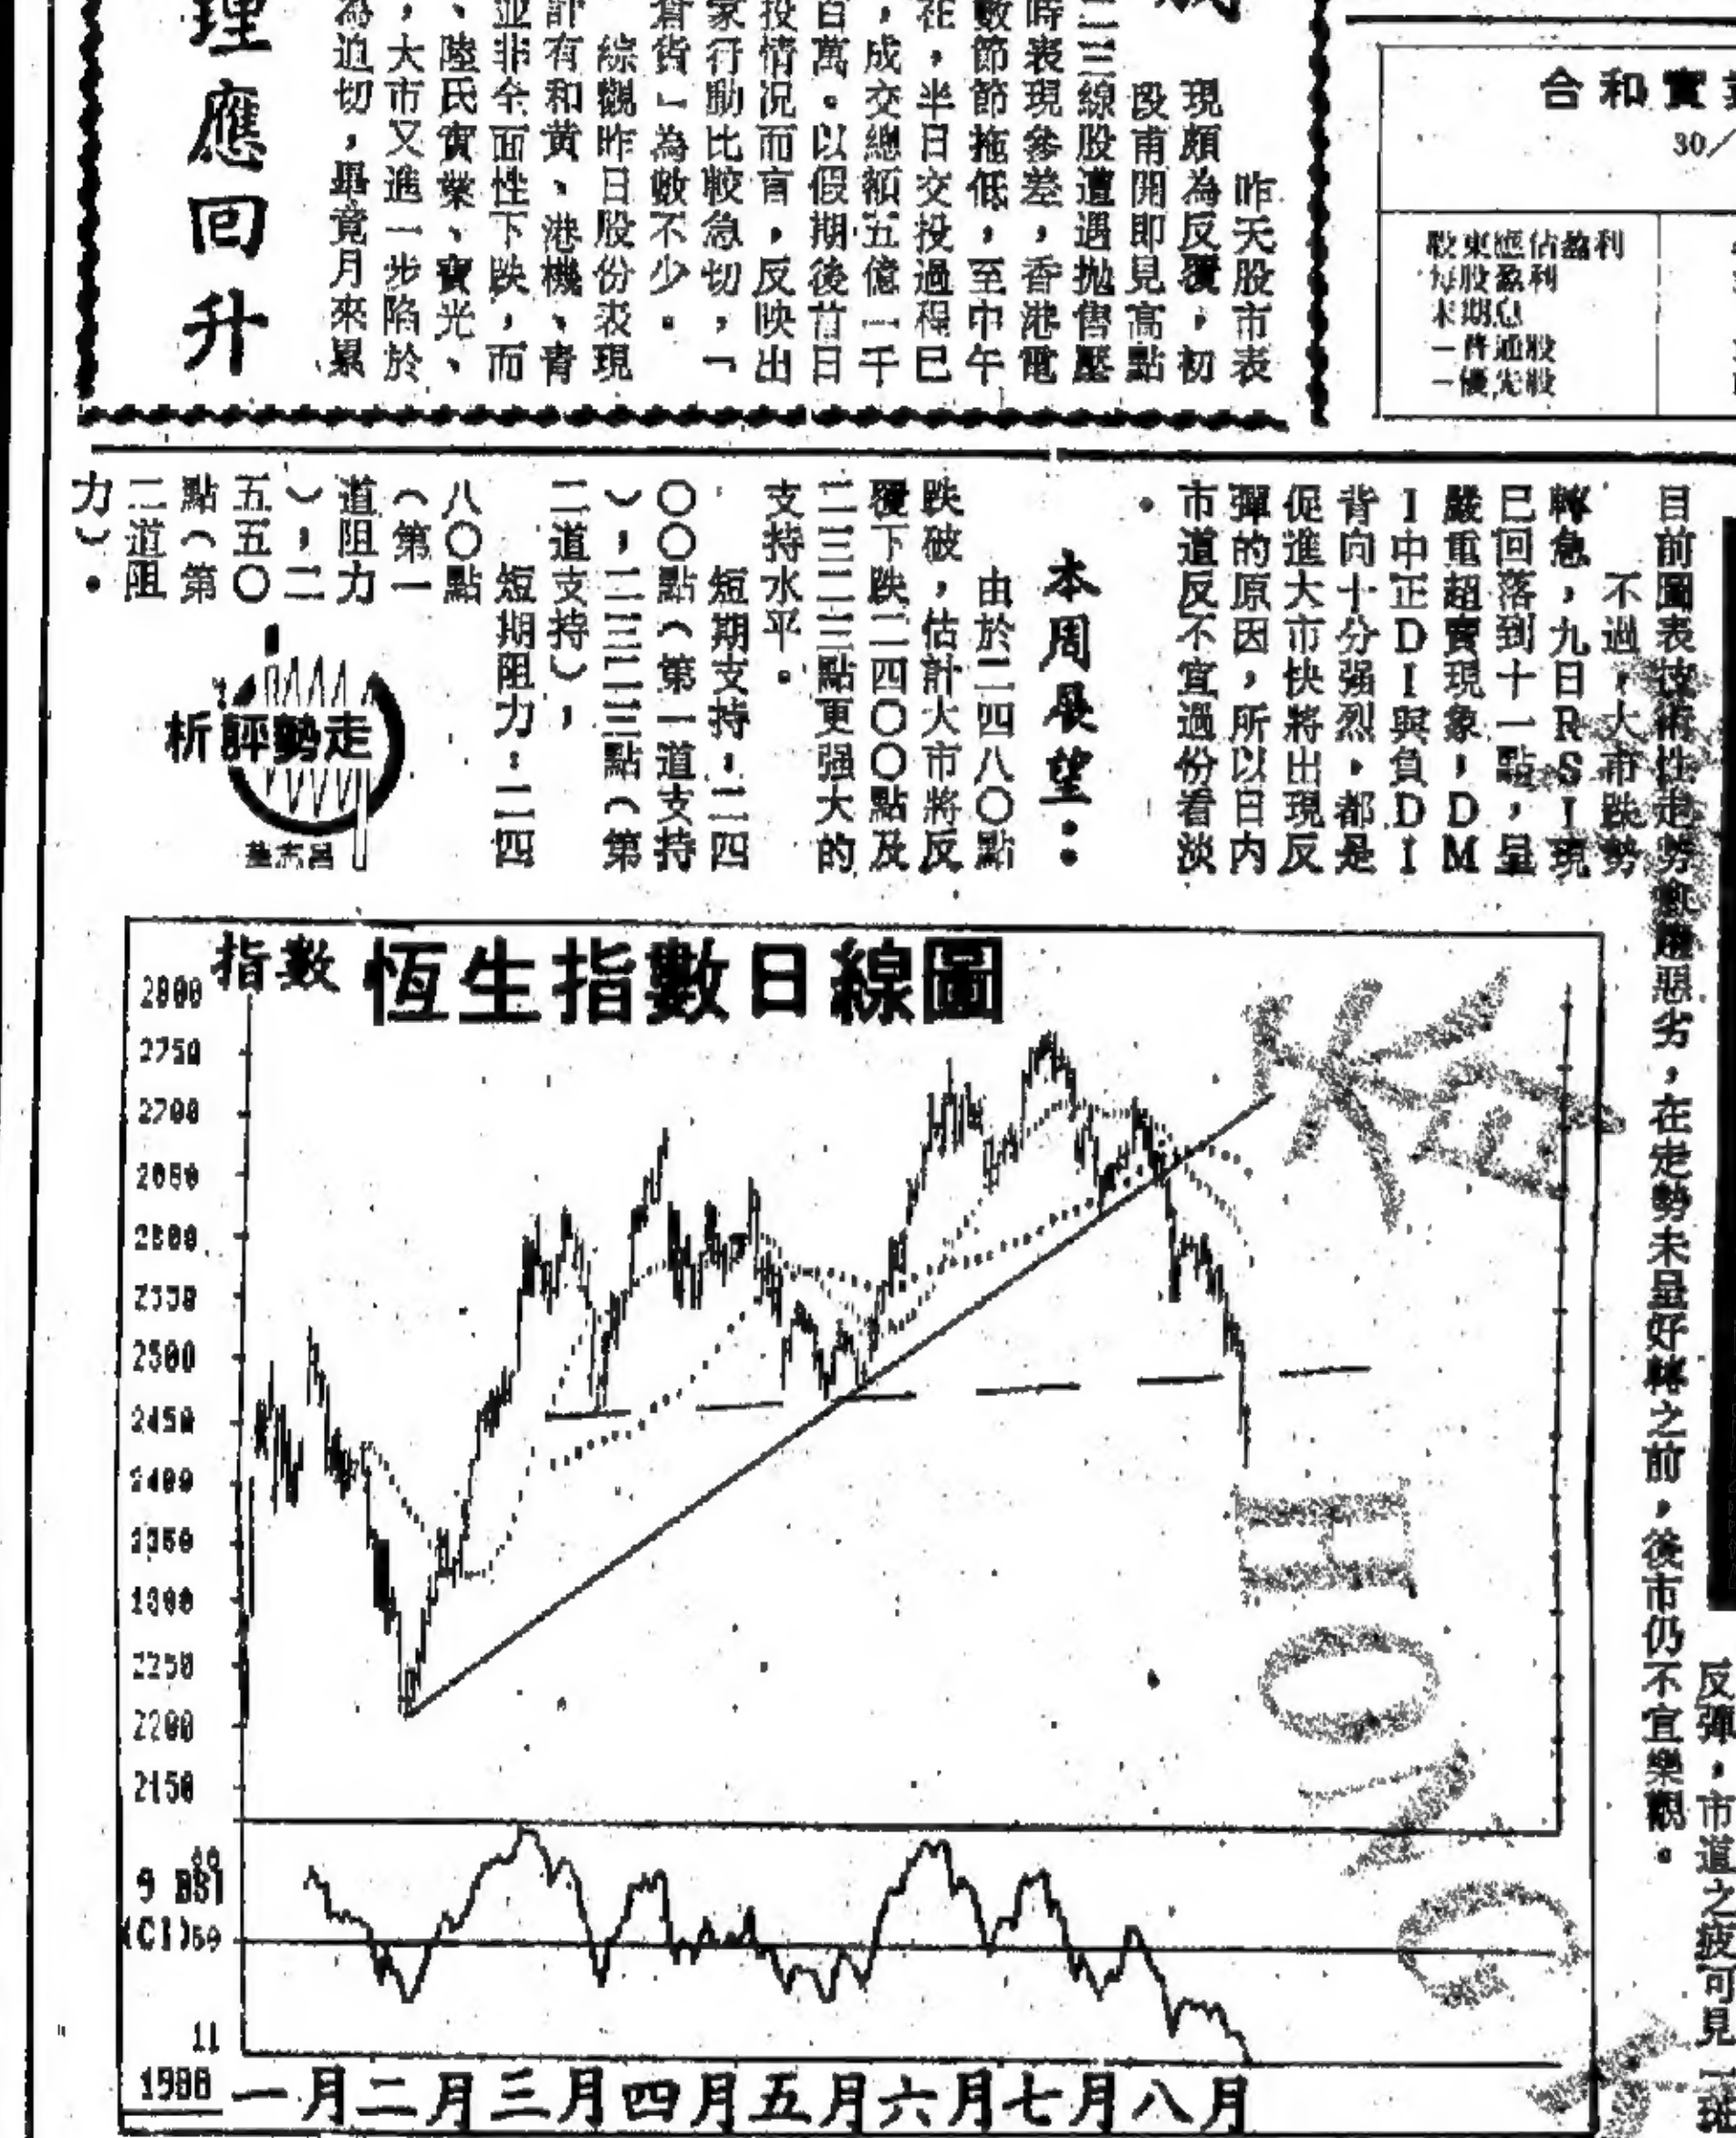 合和實
30／
股東應佔盈利
每股盈利
末期息
昨天股市表
現頗為反覆，初
段甫開即見高點
二三線股遭遇拋售壓
時表現參差，香港電
數節節拖低，至中午
在，半日交投過程已
，成交總額五億一千
百萬。以假期後首日
投情況而言，反映出
家行動比較急切，「
倉貨」為數不少。
綜觀昨日股份表現
計有和黃、港機、青
並非全面性下跌，而
、陸氏實業、寶光、
，大市又進一步陷於
為迫切，畢竟月來累
理應回升
反彈，市道之疲可見一斑
目前圖表技術性走勢愈趨惡劣，在走勢未呈好轉之前，後市仍不宜樂觀。
不過，大市跌勢
轉急，九日RSI現
已回落到十一點，呈
嚴重超賣現象，DM
I中正DI與負DI
背向十分强烈，都是
促進大市快將出現反
彈的原因，所以日內
市道反不宜過份看淡
。
本周展望：
由於二四八〇點
跌破，估計大市將反
覆下跌二四〇〇點及
二三二三點更强大的
支持水平。
短期支持：二四
〇〇點（第一道支持
），二三二三點（第
二道支持），
短期阻力：二四
八〇點
（第一
道阻力
），二
五五〇
點（第
二道阻
力）。
走勢評析
指數 恆生指數日線圖
2800
2750
2700
2650
2600
2550
2500
2450
2400
2350
2300
2250
2200
2150
9 RSI
(C1)50
11
1988 一月二月三月四月五月六月七月八月